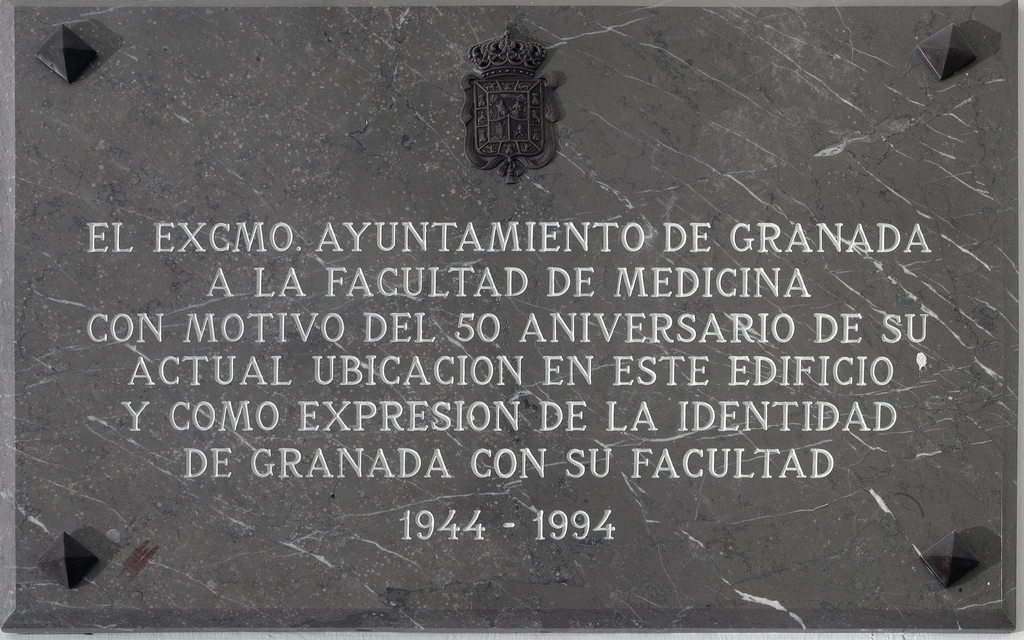 EL EXCMO. AYUNTAMIENTO DE GRANADA
A LA FACULTAD DE MEDICINA
CON MOTIVO DEL 50 ANIVERSARIO DE SU
ACTUAL UBICACION EN ESTE EDIFICIO
Y COMO EXPRESION DE LA IDENTIDAD
DE GRANADA CON SU FACULTAD
1944 - 1994